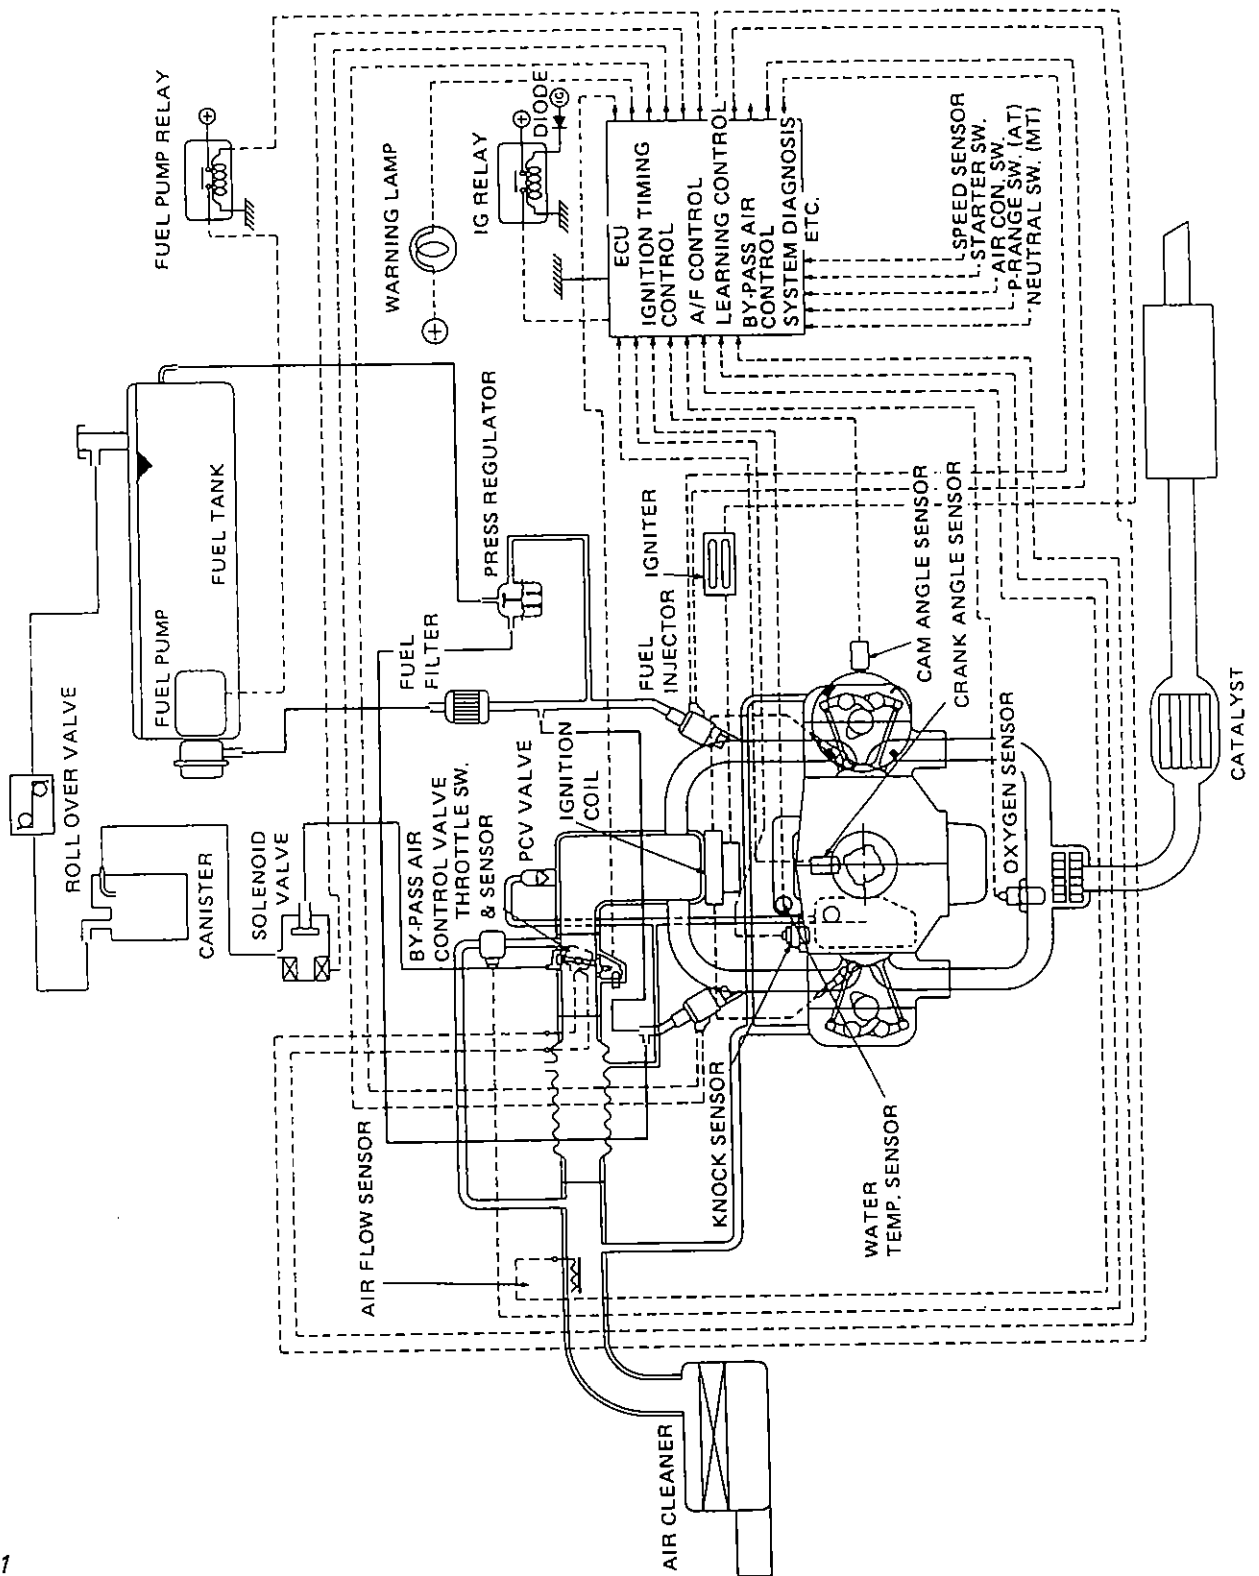 FUEL PUMP RELAY
WARNING LAMP
IG RELAY
DIODE
IG
ECU
IGNITION TIMING
CONTROL
A/F CONTROL
LEARNING CONTROL
BY-PASS AIR
CONTROL
SYSTEM DIAGNOSIS
ETC.
SPEED SENSOR
STARTER SW.
AIR CON. SW.
P-RANGE SW. (AT)
NEUTRAL SW. (MT)
FUEL TANK
FUEL PUMP
ROLL OVER VALVE
CANISTER
SOLENOID
VALVE
PRESS REGULATOR
FUEL
FILTER
BY-PASS AIR
CONTROL VALVE
THROTTLE SW.
& SENSOR
PCV VALVE
IGNITION
COIL
FUEL
INJECTOR
IGNITER
CAM ANGLE SENSOR
CRANK ANGLE SENSOR
OXYGEN SENSOR
CATALYST
AIR FLOW SENSOR
KNOCK SENSOR
WATER
TEMP. SENSOR
AIR CLEANER
1